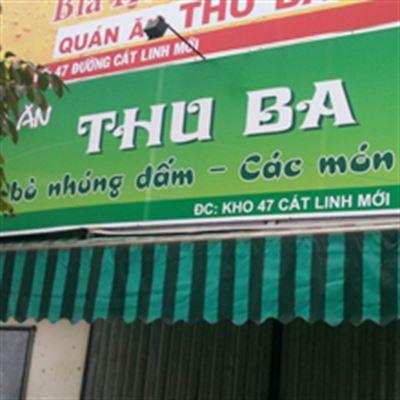 QUÁN ĂN THU BA
47 ĐƯỜNG CÁT LINH MỚI
ĂN THU BA
bò nhúng dấm - Các món
ĐC: KHO 47 CÁT LINH MỚI